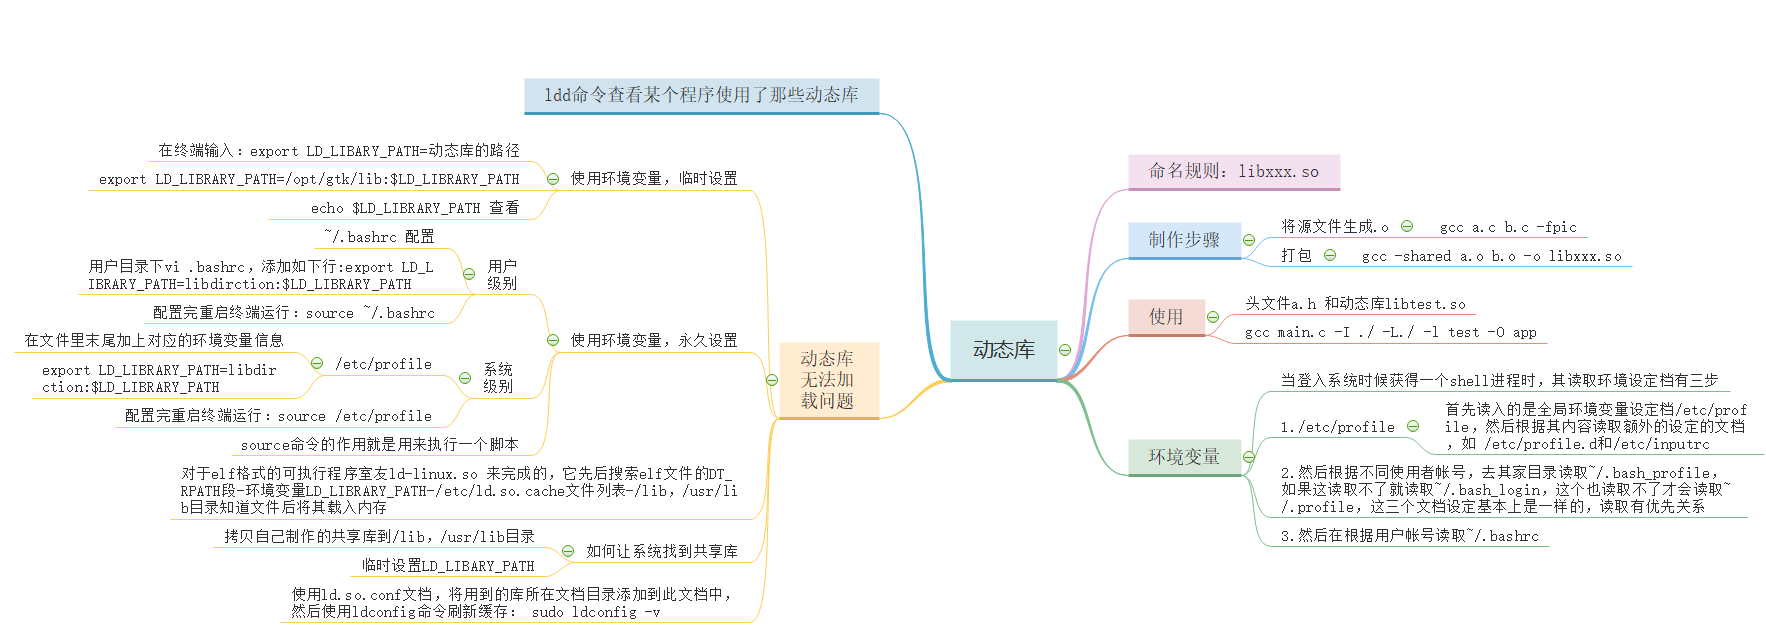 ldd命令查看某个程序使用了那些动态库
在终端输入：export LD_LIBARY_PATH=动态库的路径
export LD_LIBRARY_PATH=/opt/gtk/lib:$LD_LIBRARY_PATH
echo $LD_LIBRARY_PATH 查看
使用环境变量，临时设置
~/.bashrc 配置
用户目录下vi .bashrc，添加如下行:export LD_L
IBRARY_PATH=libdirction:$LD_LIBRARY_PATH
配置完重启终端运行：source ~/.bashrc
用户
级别
在文件里末尾加上对应的环境变量信息
export LD_LIBRARY_PATH=libdir
ction:$LD_LIBRARY_PATH
/etc/profile
配置完重启终端运行：source /etc/profile
系统
级别
source命令的作用就是用来执行一个脚本
使用环境变量，永久设置
对于elf格式的可执行程序室友ld-linux.so 来完成的，它先后搜索elf文件的DT_
RPATH段-环境变量LD_LIBRARY_PATH-/etc/ld.so.cache文件列表-/lib，/usr/li
b目录知道文件后将其载入内存
拷贝自己制作的共享库到/lib，/usr/lib目录
临时设置LD_LIBARY_PATH
如何让系统找到共享库
使用ld.so.conf文档，将用到的库所在文档目录添加到此文档中，
然后使用ldconfig命令刷新缓存： sudo ldconfig -v
动态库
无法加
载问题
动态库
命名规则：libxxx.so
制作步骤
将源文件生成.o
gcc a.c b.c -fpic
打包
gcc -shared a.o b.o -o libxxx.so
使用
头文件a.h 和动态库libtest.so
gcc main.c -I ./ -L./ -l test -O app
环境变量
当登入系统时候获得一个shell进程时，其读取环境设定档有三步
1./etc/profile
首先读入的是全局环境变量设定档/etc/prof
ile，然后根据其内容读取额外的设定的文档
，如 /etc/profile.d和/etc/inputrc
2.然后根据不同使用者帐号，去其家目录读取~/.bash_profile，
如果这读取不了就读取~/.bash_login，这个也读取不了才会读取~
/.profile，这三个文档设定基本上是一样的，读取有优先关系
3.然后在根据用户帐号读取~/.bashrc